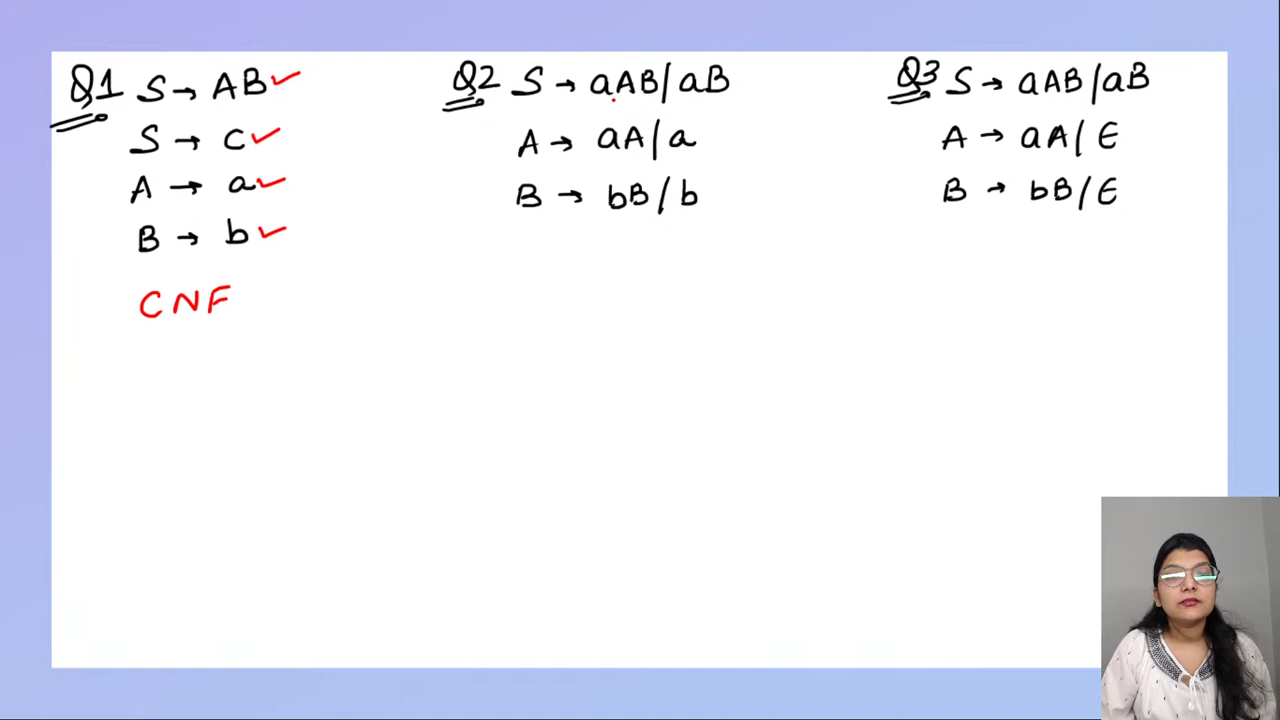 Q1 S → AB ✓
S → c ✓
A → a ✓
B → b ✓
CNF
Q2 S → aAB/aB
A → aA/a
B → bB/b
Q3 S → aAB/aB
A → aA/ϵ
B → bB/ϵ